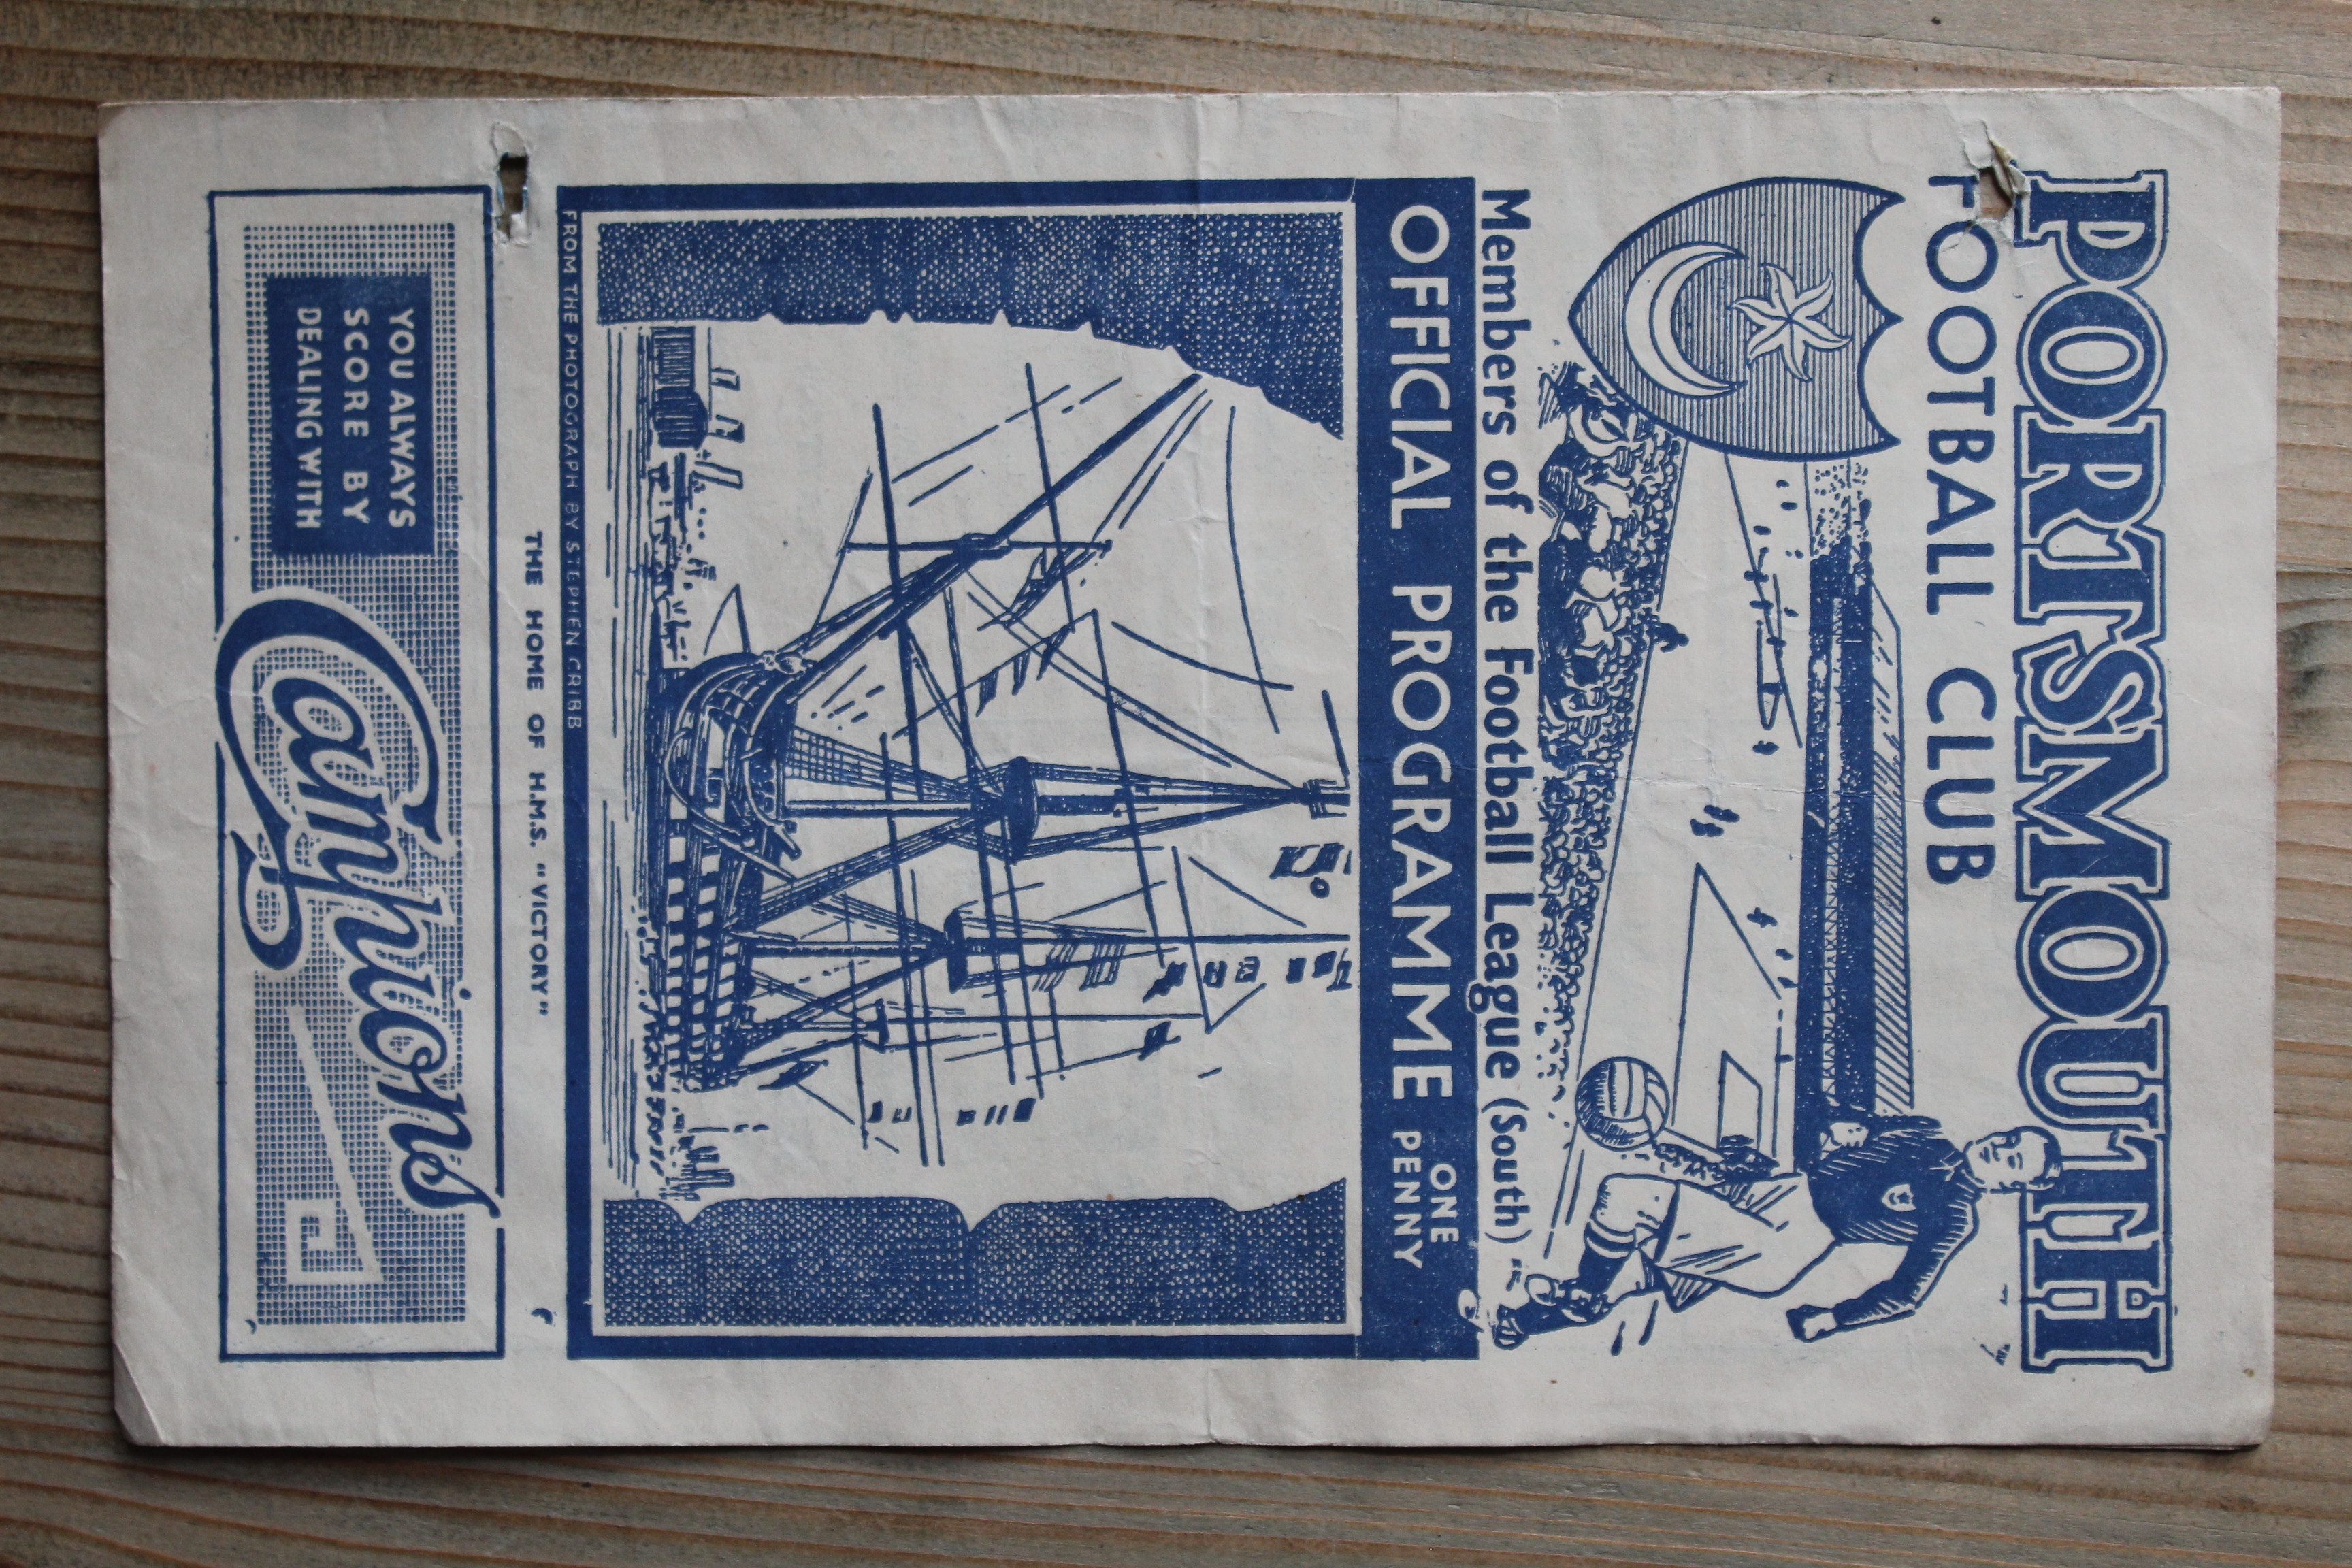 PORTSMOUTH
FOOTBALL CLUB
Members of the Football League (South)
OFFICIAL PROGRAMME ONE PENNY
FROM THE PHOTOGRAPH BY STEPHEN CRIBB
THE HOME OF H.M.S. "VICTORY"
YOU ALWAYS
SCORE BY
DEALING WITH
Campions